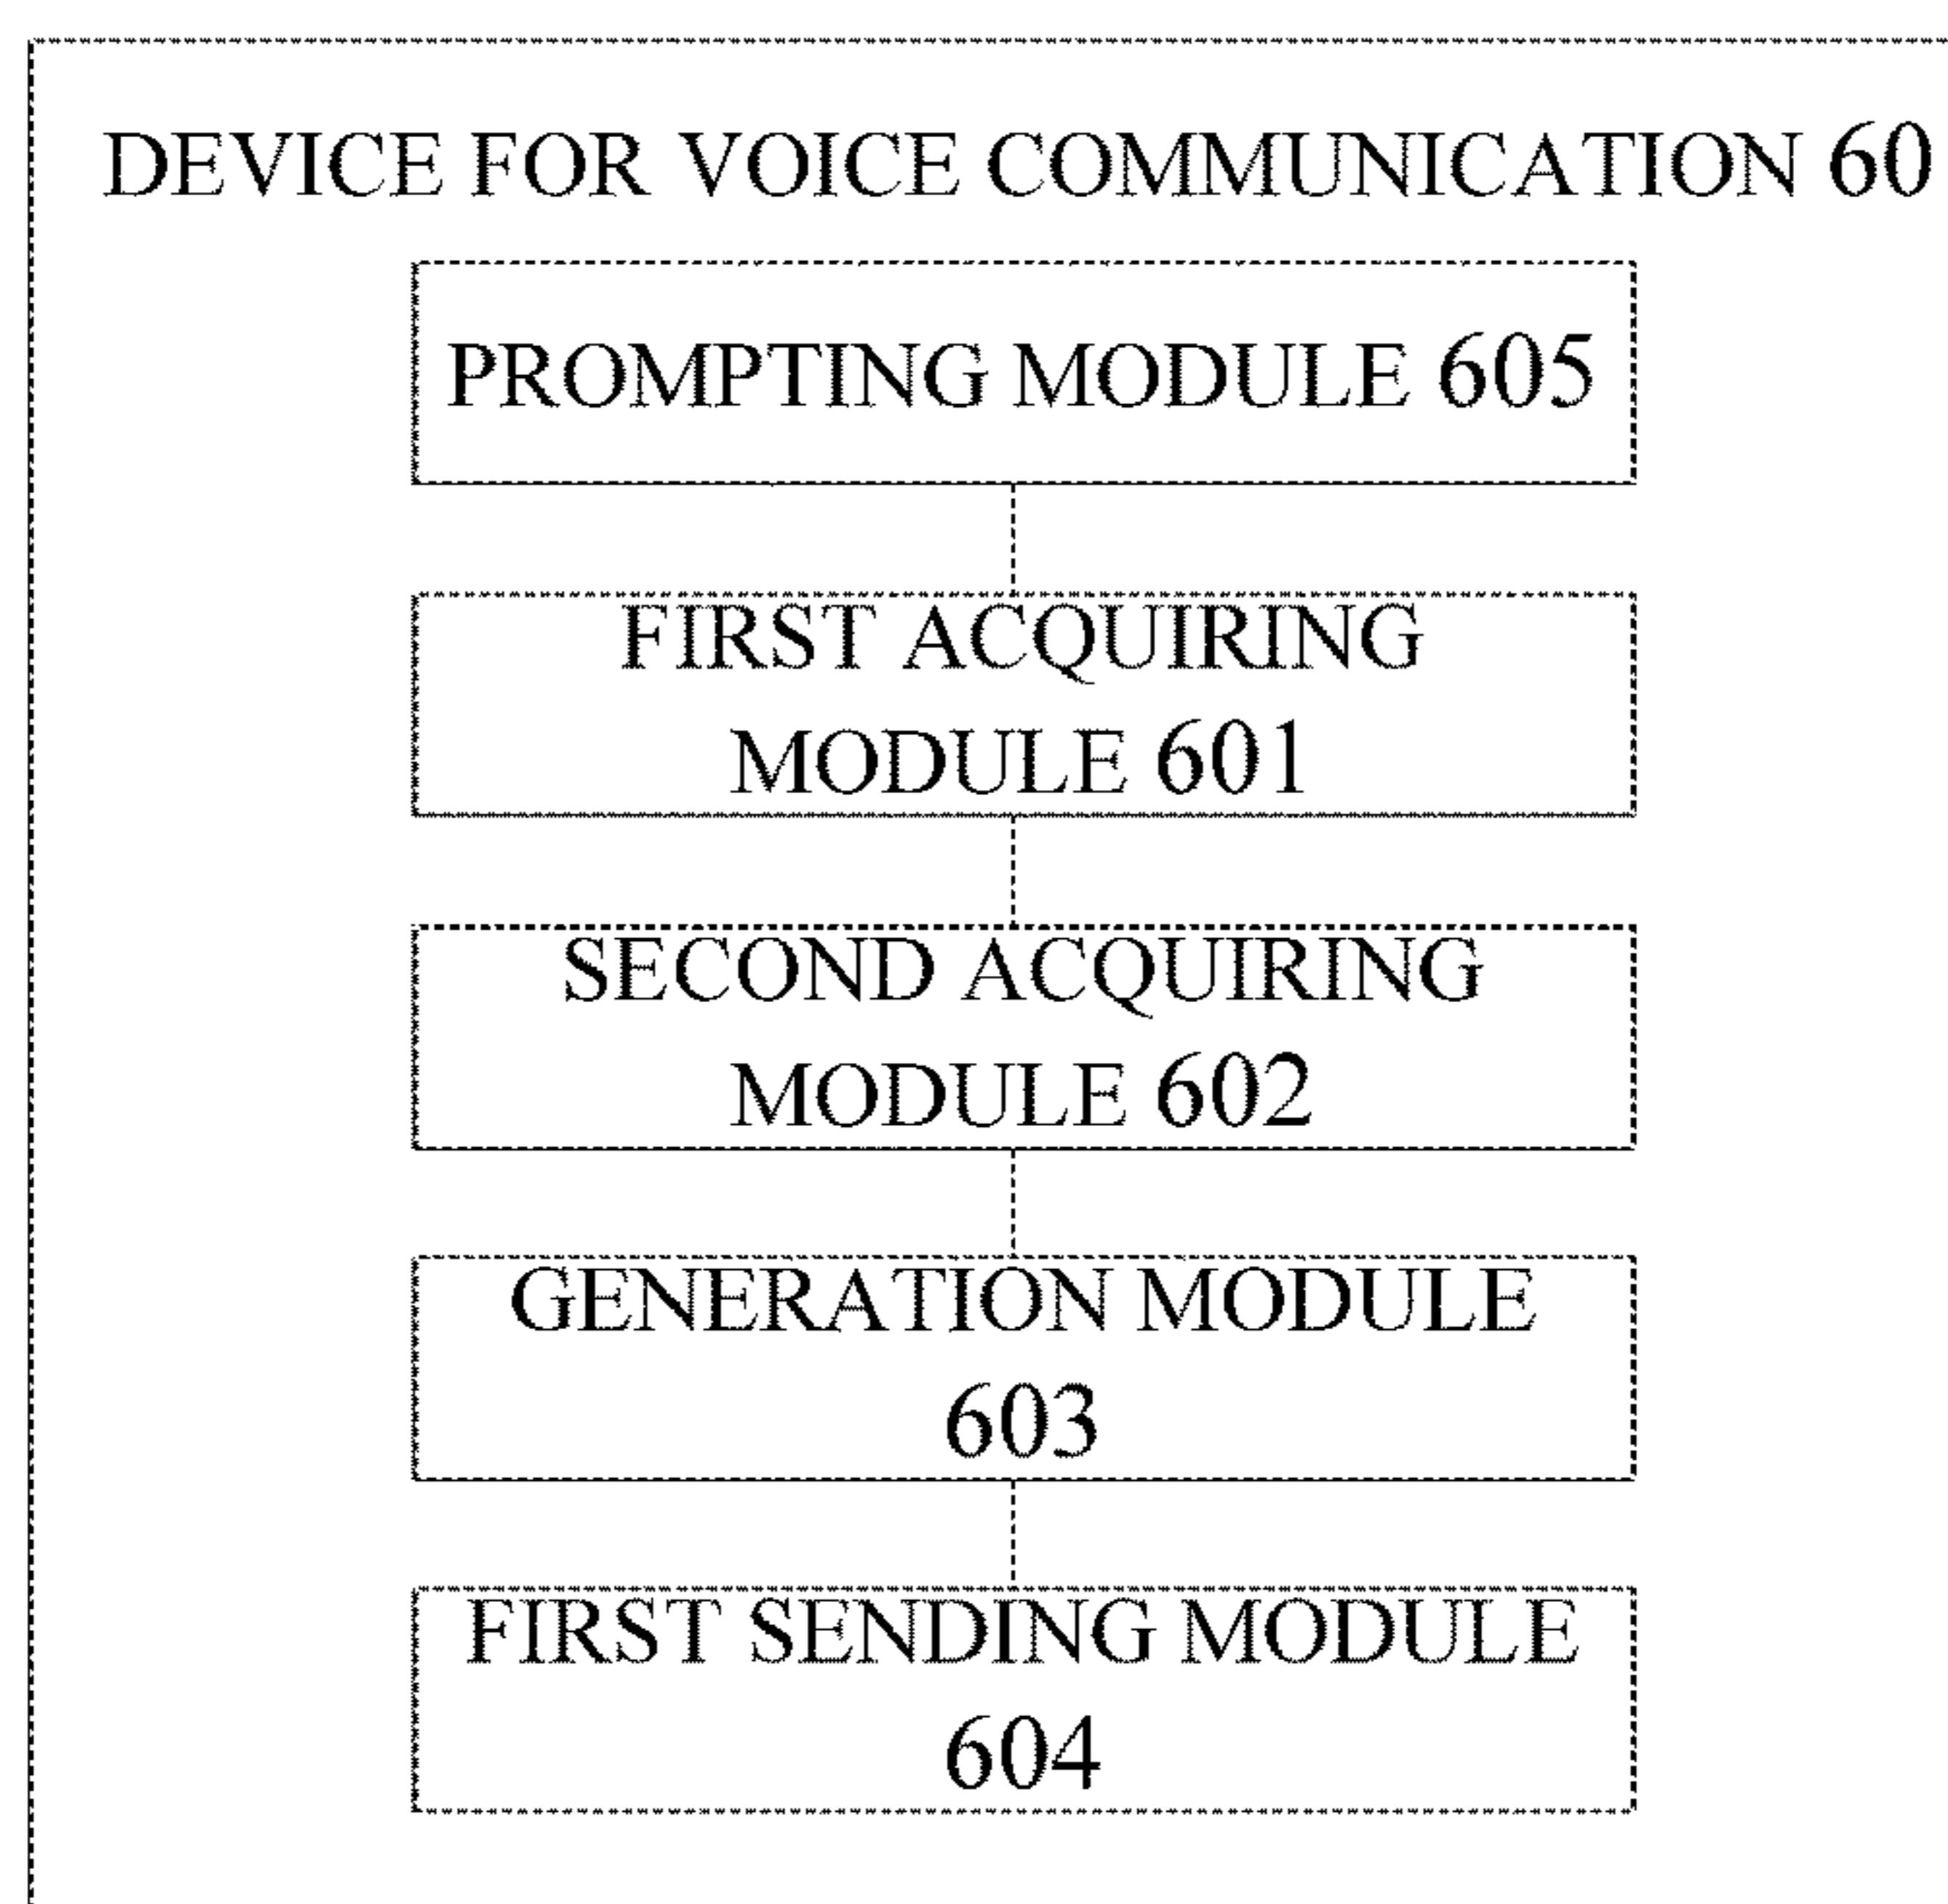 DEVICE FOR VOICE COMMUNICATION 60
PROMPTING MODULE 605
FIRST ACQUIRING
MODULE 601
SECOND ACQUIRING
MODULE 602
GENERATION MODULE
603
FIRST SENDING MODULE
604